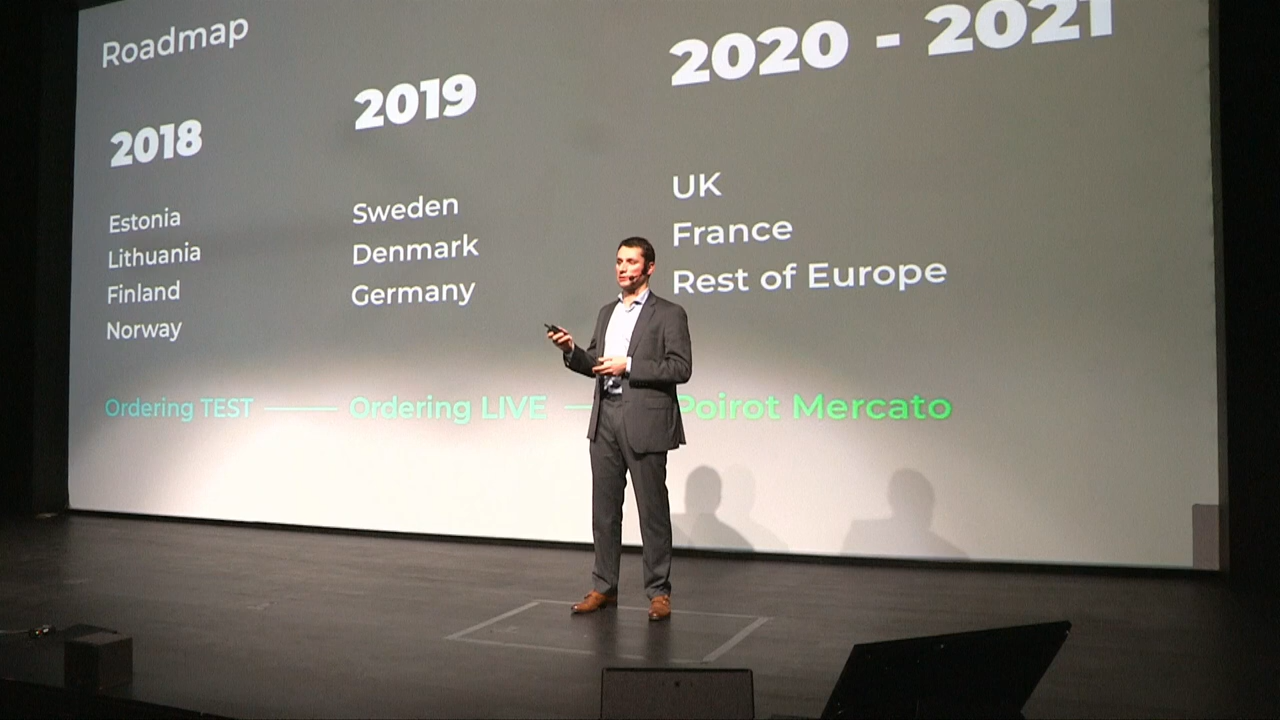 Roadmap
2018
Estonia
Lithuania
Finland
Norway
Ordering TEST
2019
Sweden
Denmark
Germany
Ordering LIVE
2020 - 2021
UK
France
Rest of Europe
Poirot Mercato